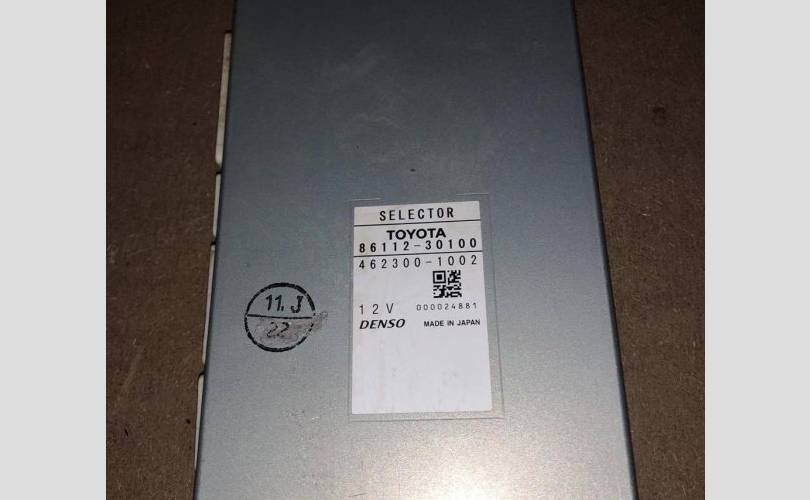 SELECTOR
TOYOTA
86112-30100
462300-1002
12V 000024881
DENSO MADE IN JAPAN
11. J
22